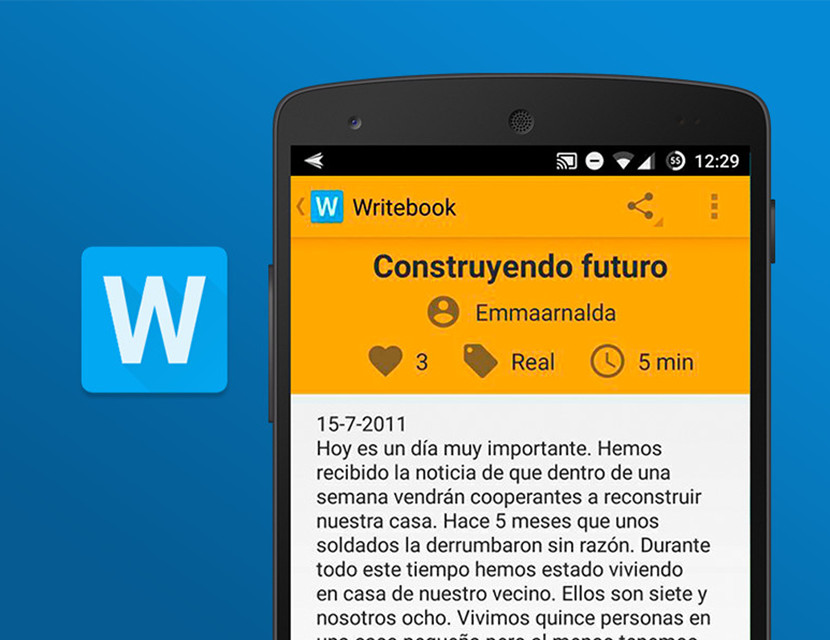 55 12:29
W Writebook
Construyendo futuro
Emmaarnalda
3 Real 5 min
W
15-7-2011
Hoy es un día muy importante. Hemos
recibido la noticia de que dentro de una
semana vendrán cooperantes a reconstruir
nuestra casa. Hace 5 meses que unos
soldados la derrumbaron sin razón. Durante
todo este tiempo hemos estado viviendo
en casa de nuestro vecino. Ellos son siete y
nosotros ocho. Vivimos quince personas en